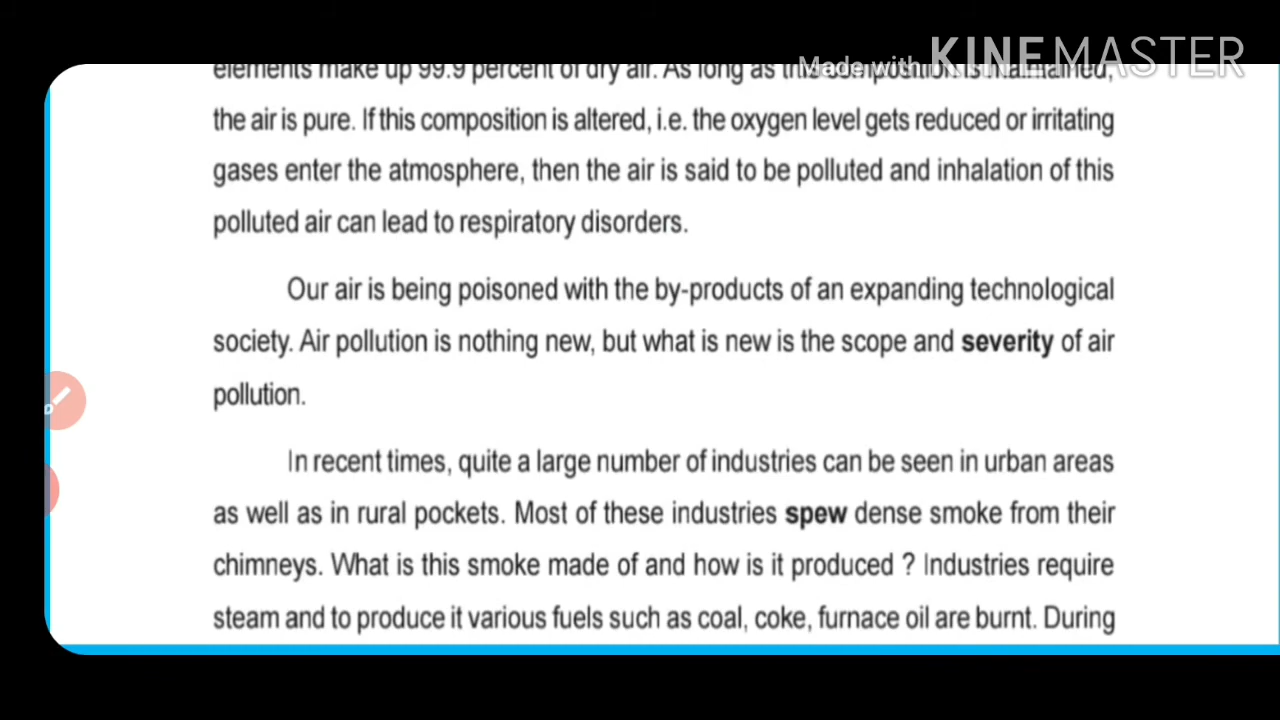 Made with KINEMASTER
elements make up 99.9 percent of dry air. As long as this composition is maintained,
the air is pure. If this composition is altered, i.e. the oxygen level gets reduced or irritating
gases enter the atmosphere, then the air is said to be polluted and inhalation of this
polluted air can lead to respiratory disorders.
Our air is being poisoned with the by-products of an expanding technological
society. Air pollution is nothing new, but what is new is the scope and severity of air
pollution.
In recent times, quite a large number of industries can be seen in urban areas
as well as in rural pockets. Most of these industries spew dense smoke from their
chimneys. What is this smoke made of and how is it produced ? Industries require
steam and to produce it various fuels such as coal, coke, furnace oil are burnt. During